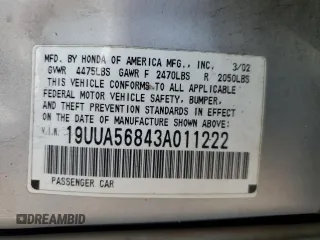 MFD. BY HONDA OF AMERICA MFG., INC. 3/02
GVWR 4475LBS GAWR F 2470LBS R 2050LBS
THIS VEHICLE CONFORMS TO ALL APPLICABLE
FEDERAL MOTOR VEHICLE SAFETY, BUMPER,
AND THEFT PREVENTION STANDARDS IN EFFECT
ON THE DATE OF MANUFACTURE SHOWN ABOVE.
V.I.N. 19UUA56843A011222
PASSENGER CAR
DREAMBID
DREAMBID.COM